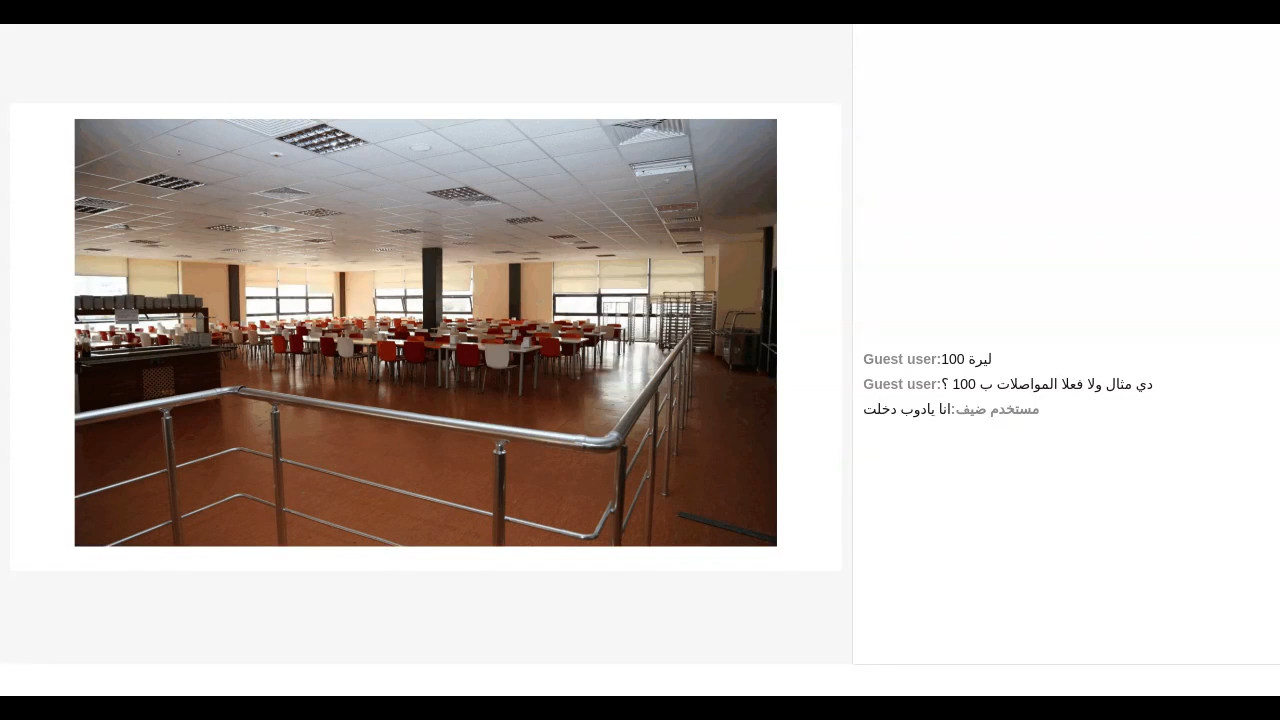 Guest user:100 ليرة
Guest user:دي مثال ولا فعلا المواصلات ب 100 ؟
مستخدم ضيف:انا يادوب دخلت